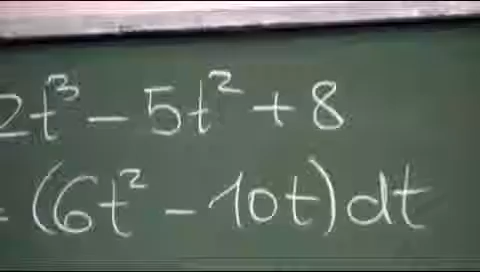 2t³ - 5t² + 8
= (6t² - 10t) dt